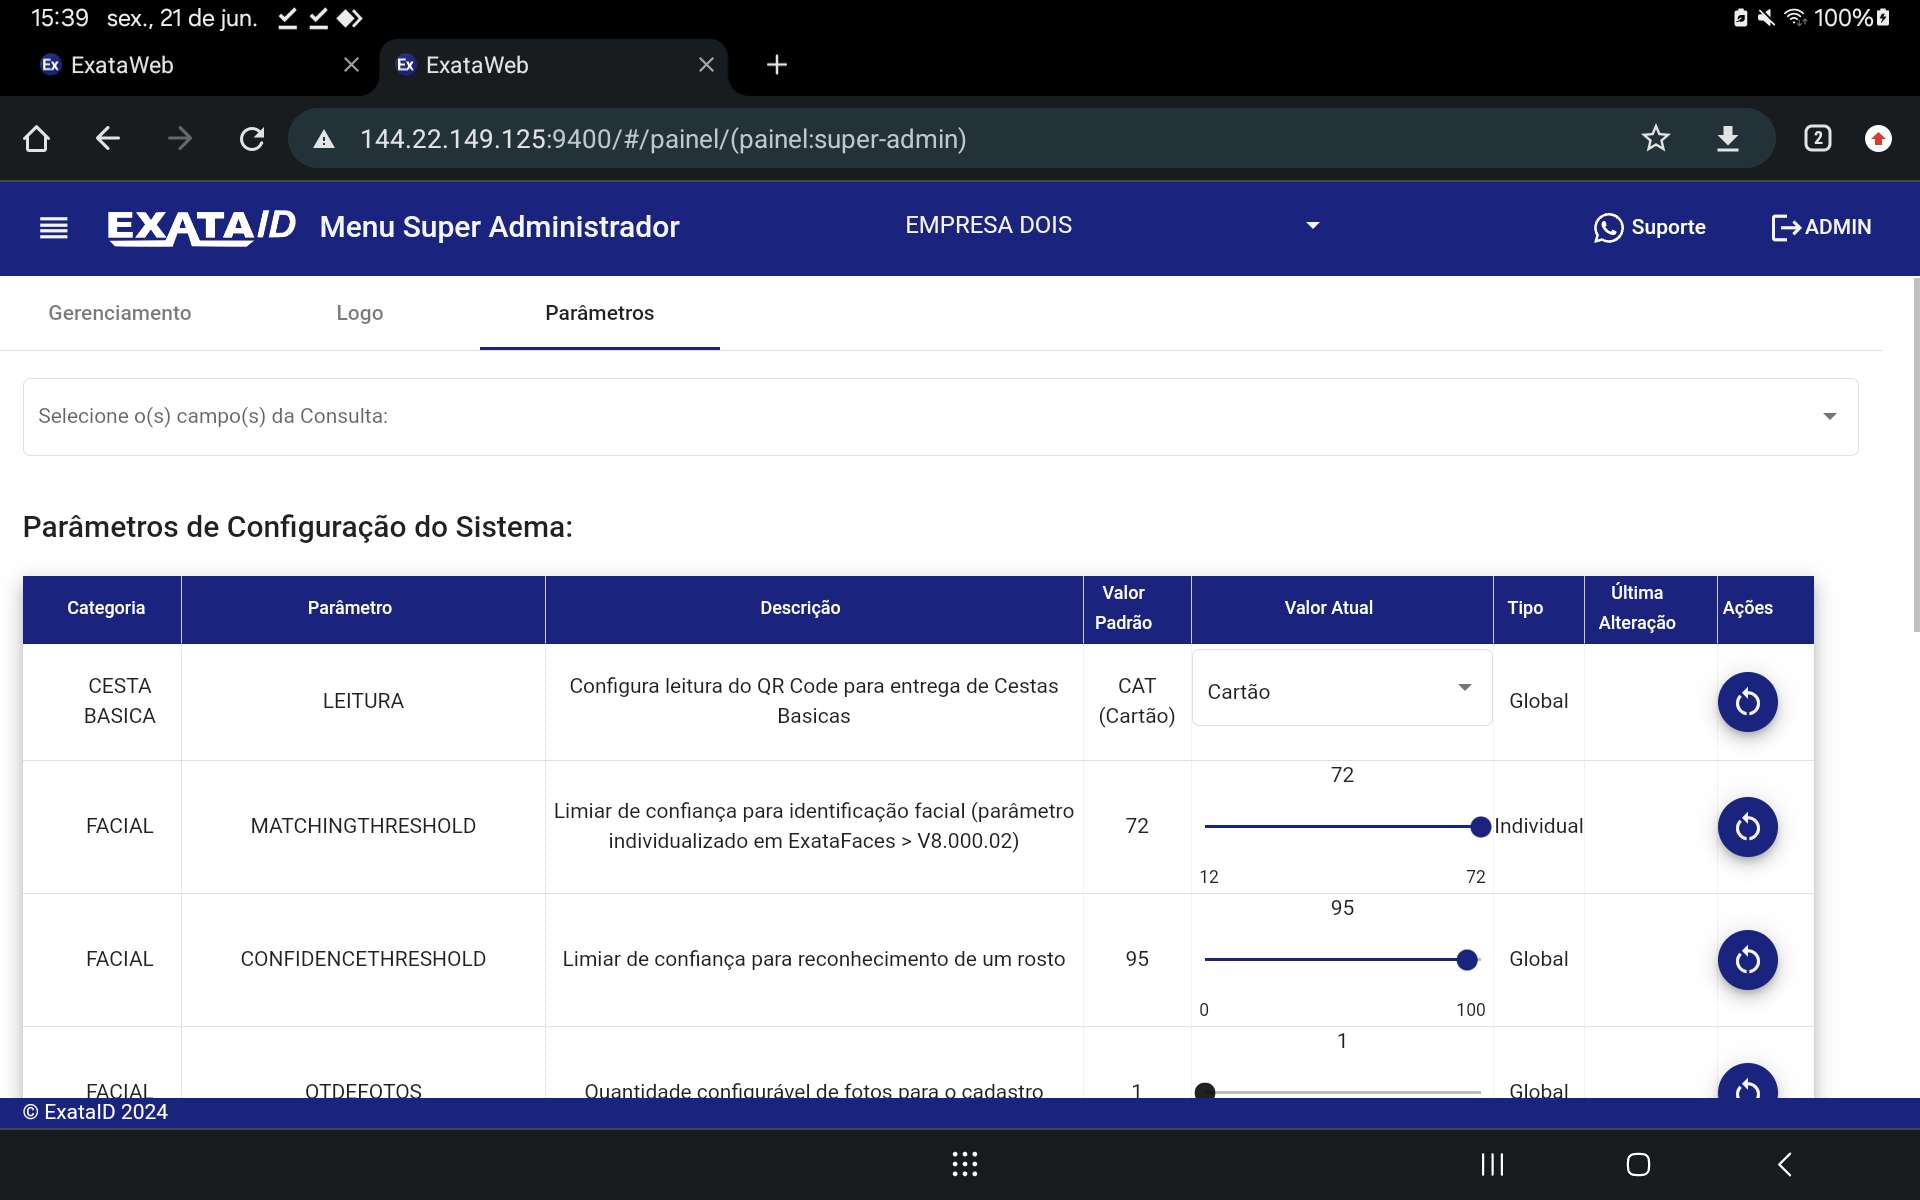 15:39 sex., 21 de jun.
100%
Ex ExataWeb
Ex ExataWeb
144.22.149.125:9400/#/painel/(painel:super-admin)
2
EXATAID Menu Super Administrador EMPRESA DOIS Suporte ADMIN
Gerenciamento Logo Parâmetros
Selecione o(s) campo(s) da Consulta:
Parâmetros de Configuração do Sistema:
Categoria Parâmetro Descrição Valor Padrão Valor Atual Tipo Última Alteração Ações
CESTA BASICA LEITURA Configura leitura do QR Code para entrega de Cestas Basicas CAT (Cartão) Cartão Global
72
FACIAL MATCHINGTHRESHOLD Limiar de confiança para identificação facial (parâmetro individualizado em ExataFaces > V8.000.02) 72 Individual
12 72
95
FACIAL CONFIDENCETHRESHOLD Limiar de confiança para reconhecimento de um rosto 95 Global
0 100
1
FACIAL QTDEFOTOS Quantidade configurável de fotos para o cadastro 1 Global
© ExataID 2024